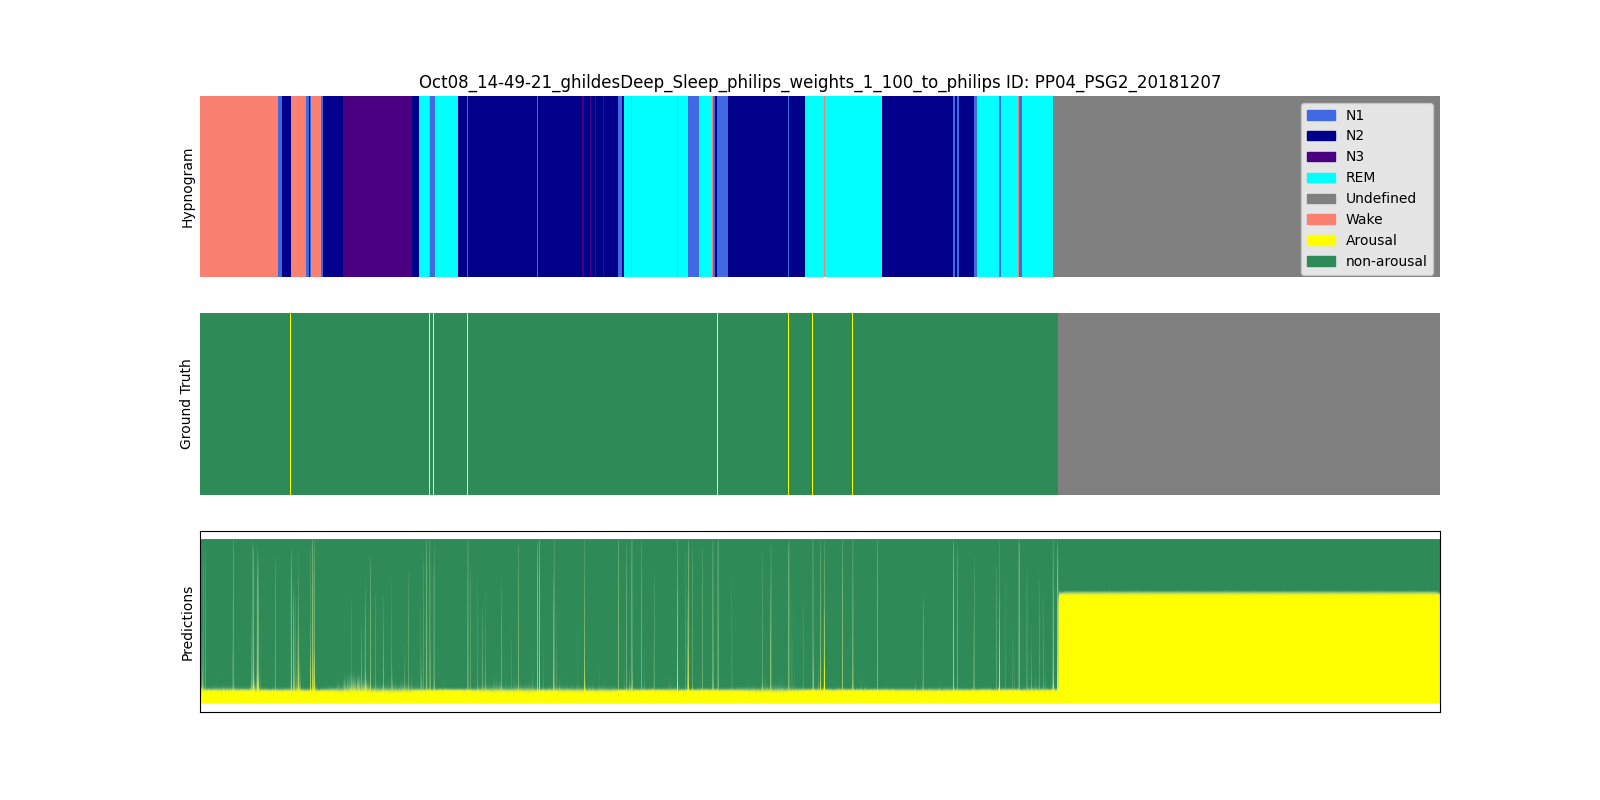 Oct08_14-49-21_ghildesDeep_Sleep_philips_weights_1_100_to_philips ID: PP04_PSG2_20181207
Hypnogram
N1
N2
N3
REM
Undefined
Wake
Arousal
non-arousal
Ground Truth
Predictions